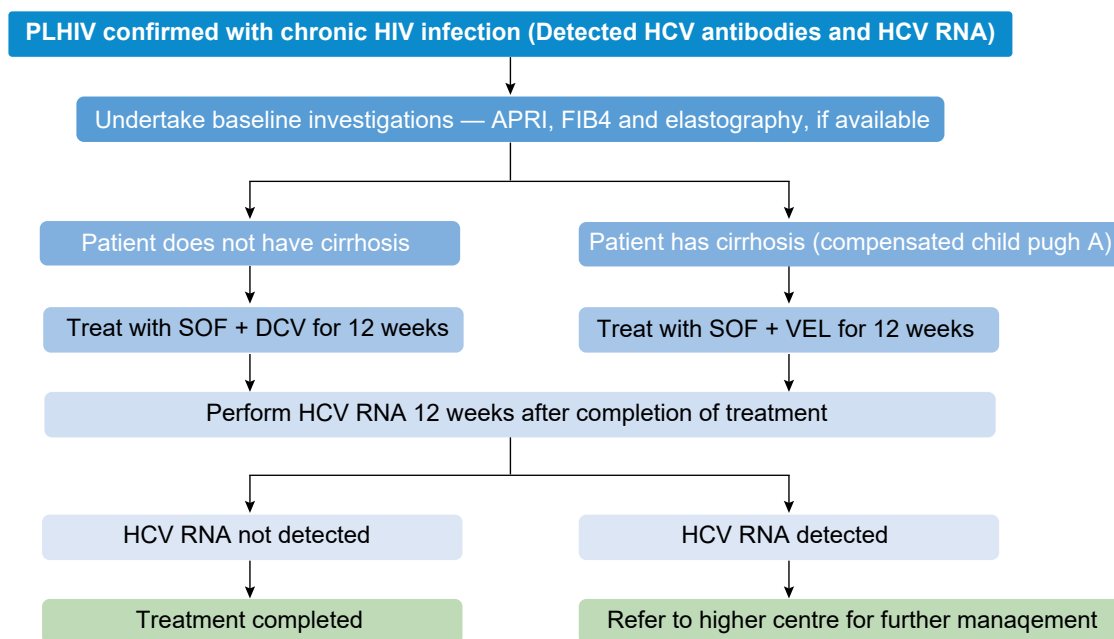 PLHIV confirmed with chronic HIV infection (Detected HCV antibodies and HCV RNA)
Undertake baseline investigations — APRI, FIB4 and elastography, if available
Patient does not have cirrhosis
Patient has cirrhosis (compensated child pugh A)
Treat with SOF + DCV for 12 weeks
Treat with SOF + VEL for 12 weeks
Perform HCV RNA 12 weeks after completion of treatment
HCV RNA not detected
HCV RNA detected
Treatment completed
Refer to higher centre for further manaqement